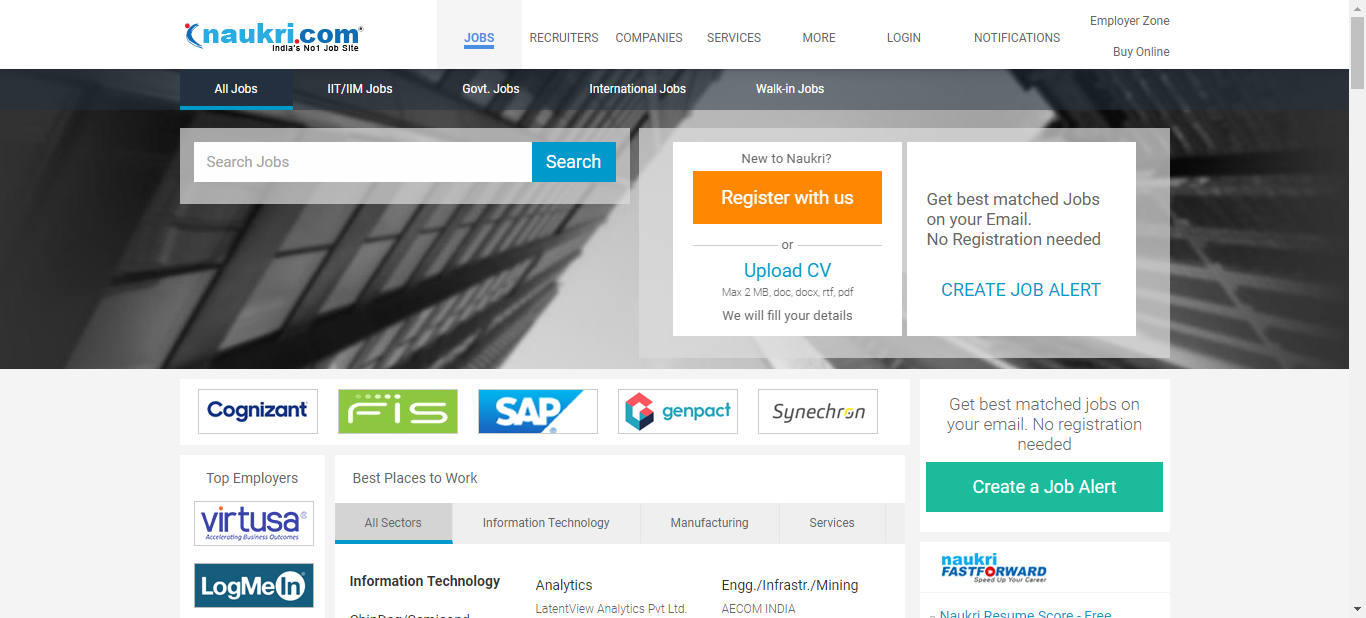 naukri.com
India's No1 Job Site
JOBS
RECRUITERS
COMPANIES
SERVICES
MORE
LOGIN
NOTIFICATIONS
Employer Zone
Buy Online
All Jobs
IIT/IIM Jobs
Govt. Jobs
International Jobs
Walk-in Jobs
Search Jobs
Search
New to Naukri?
Register with us
or
Upload CV
Max 2 MB, doc, docx, rtf, pdf
We will fill your details
Get best matched Jobs
on your Email.
No Registration needed
CREATE JOB ALERT
Cognizant
FIS
SAP
genpact
Synechron
Get best matched jobs on
your email. No registration
needed
Create a Job Alert
Top Employers
virtusa
Accelerating Business Outcomes
LogMeIn
Best Places to Work
All Sectors
Information Technology
Manufacturing
Services
Information Technology
Analytics
LatentView Analytics Pvt Ltd.
Engg./Infrastr./Mining
AECOM INDIA
naukri
FASTFORWARD
Speed Up Your Career
Naukri Resume Score - Free